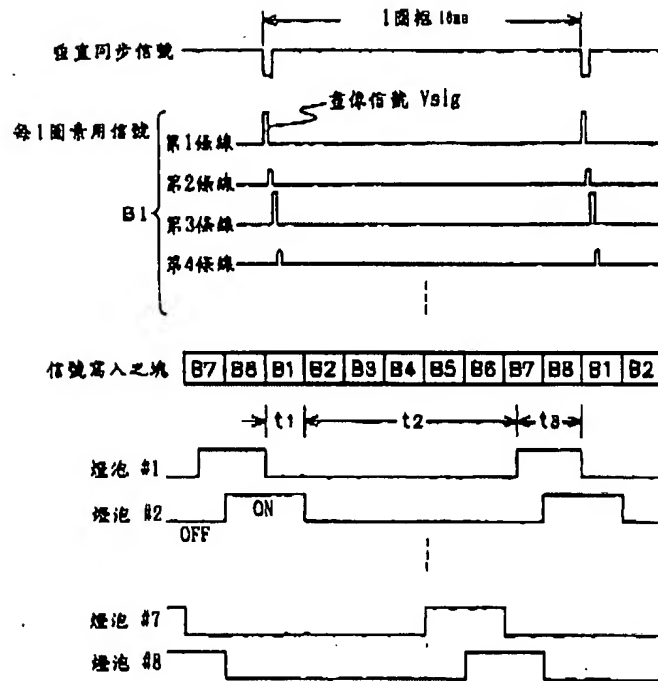 1圖框 16ms
垂直同步信號
畫像信號 Vsig
每1圖素用信號
第1條線
第2條線
B1
第3條線
第4條線
信號寫入之塊 B7 B8 B1 B2 B3 B4 B5 B6 B7 B8 B1 B2
t1 t2 t3
燈泡 #1
燈泡 #2
ON
OFF
燈泡 #7
燈泡 #8